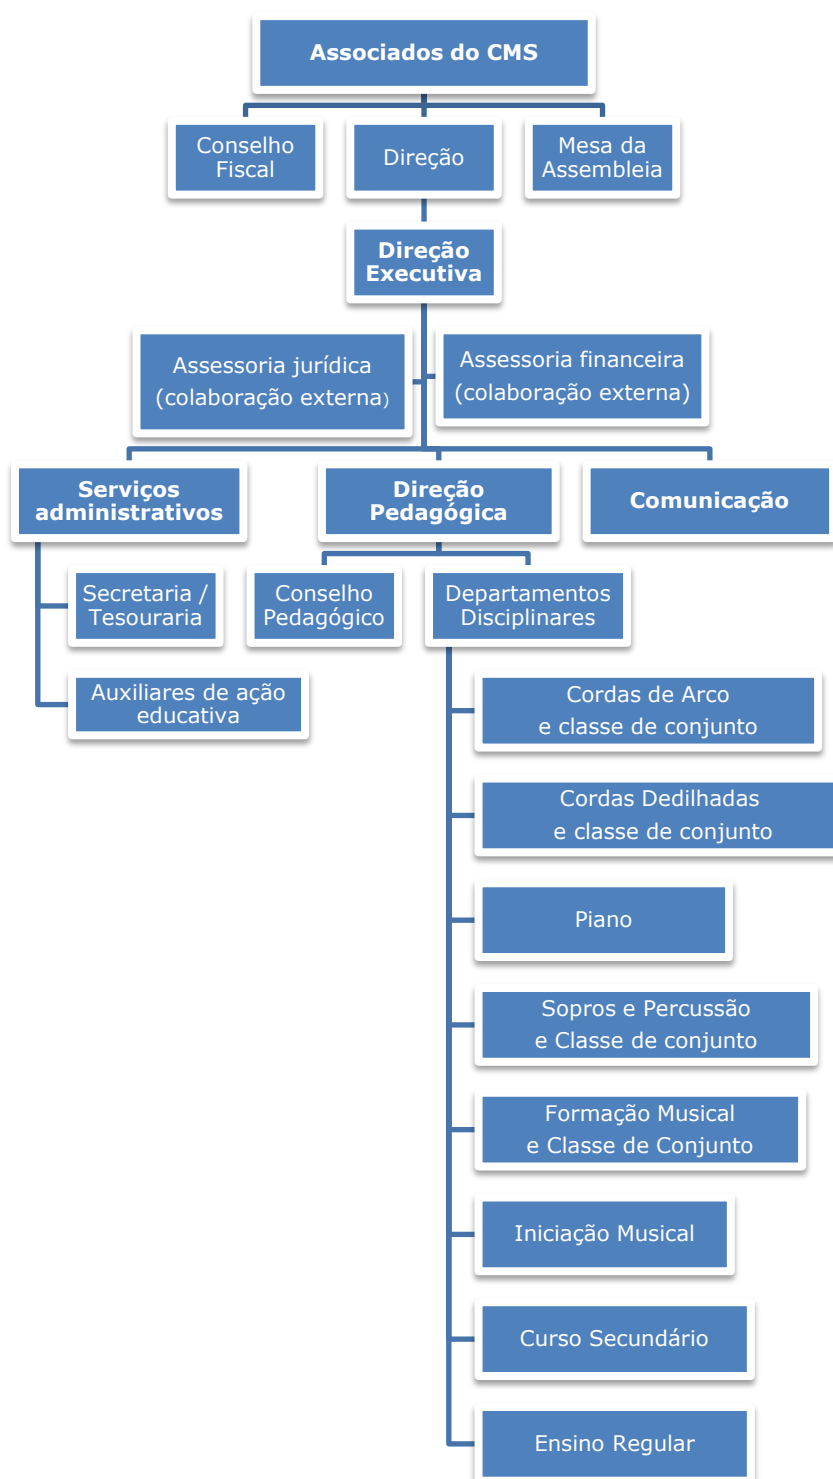 Associados do CMS
Conselho
Fiscal
Direção
Mesa da
Assembleia
Direção
Executiva
Assessoria jurídica
(colaboração externa)
Assessoria financeira
(colaboração externa)
Serviços
administrativos
Direção
Pedagógica
Comunicação
Secretaria /
Tesouraria
Conselho
Pedagógico
Departamentos
Disciplinares
Auxiliares de ação
educativa
Cordas de Arco
e classe de conjunto
Cordas Dedilhadas
e classe de conjunto
Piano
Sopros e Percussão
e Classe de conjunto
Formação Musical
e Classe de Conjunto
Iniciação Musical
Curso Secundário
Ensino Regular